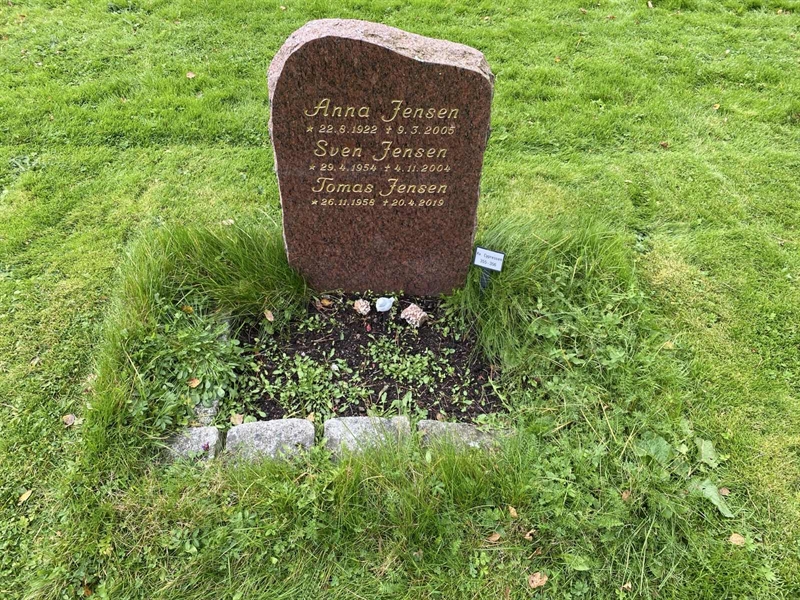 Anna Jensen
* 22.8.1922 † 9.3.2005
Sven Jensen
* 29.4.1954 † 4.11.2004
Tomas Jensen
* 26.11.1958 † 20.4.2019